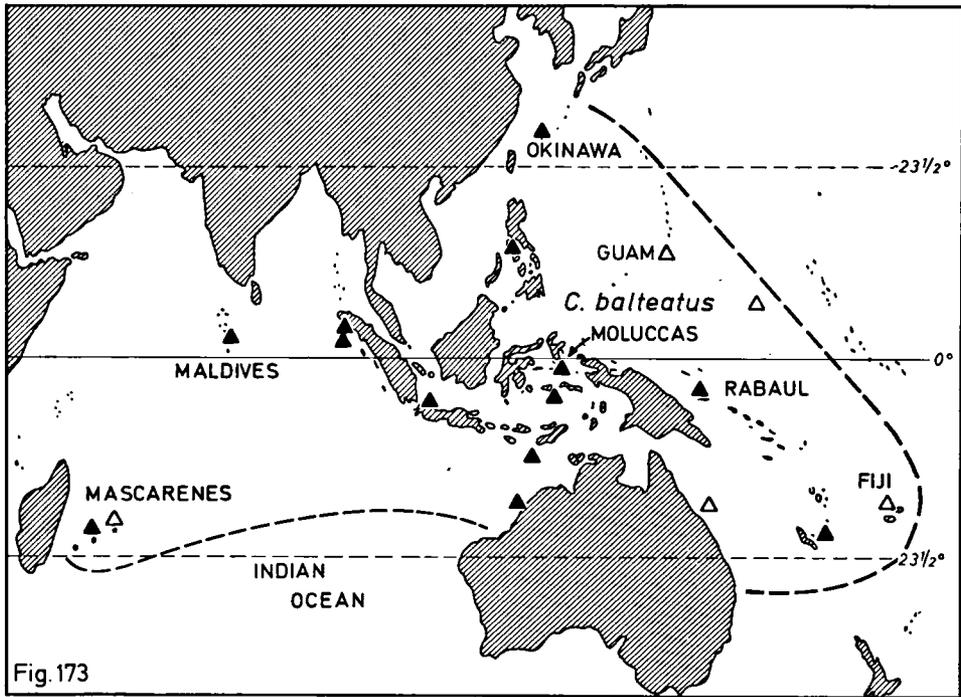 OKINAWA
23½°
GUAM
C. balteatus
MOLUCCAS
0°
MALDIVES
RABAUL
MASCARENES
FIJI
23½°
INDIAN
OCEAN
Fig. 173